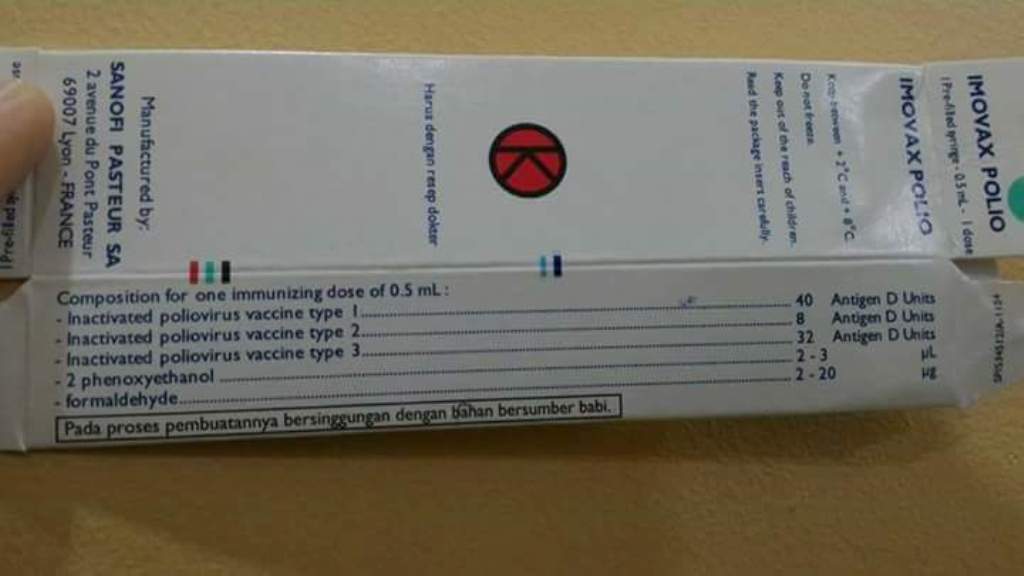 IMOVAX POLIO
1 Pre-filled syringe - 0.5 mL - 1 dose
IMOVAX POLIO
Keep between + 2°C and + 8°C.
Do not freeze.
Keep out of the reach of children.
Read the package insert carefully.
K
Harus dengan resep dokter
Manufactured by:
SANOFI PASTEUR SA
2 avenue du Pont Pasteur
69007 Lyon - FRANCE
Composition for one immunizing dose of 0.5 mL :
- Inactivated poliovirus vaccine type 1 40 Antigen D Units
- Inactivated poliovirus vaccine type 2 8 Antigen D Units
- Inactivated poliovirus vaccine type 3 32 Antigen D Units
- 2 phenoxyethanol 2 - 3 µL
- formaldehyde 2 - 20 µg
Pada proses pembuatannya bersinggungan dengan bahan bersumber babi.